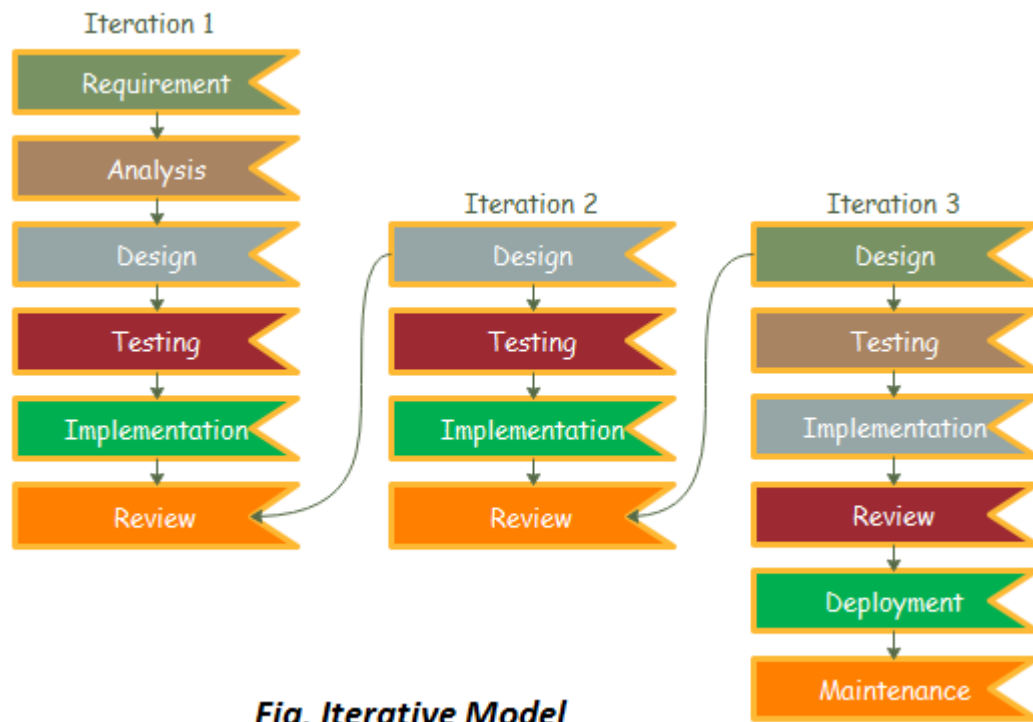 Iteration 1
Requirement
Analysis
Design
Testing
Implementation
Review
Iteration 2
Design
Testing
Implementation
Review
Iteration 3
Design
Testing
Implementation
Review
Deployment
Maintenance
Fig. Iterative Model